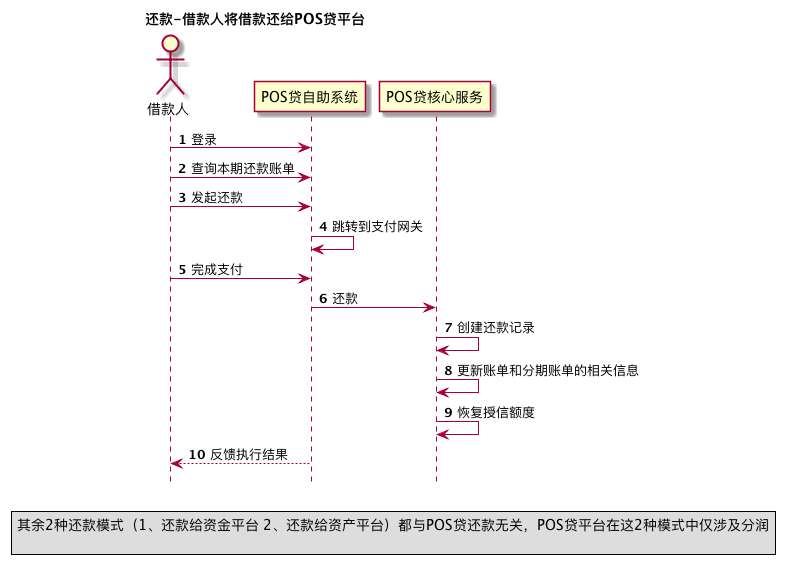 还款-借款人将借款还给POS贷平台
借款人
POS贷自助系统
POS贷核心服务
1 登录
2 查询本期还款账单
3 发起还款
4 跳转到支付网关
5 完成支付
6 还款
7 创建还款记录
8 更新账单和分期账单的相关信息
9 恢复授信额度
10 反馈执行结果
其余2种还款模式（1、还款给资金平台 2、还款给资产平台）都与POS贷还款无关，POS贷平台在这2种模式中仅涉及分润